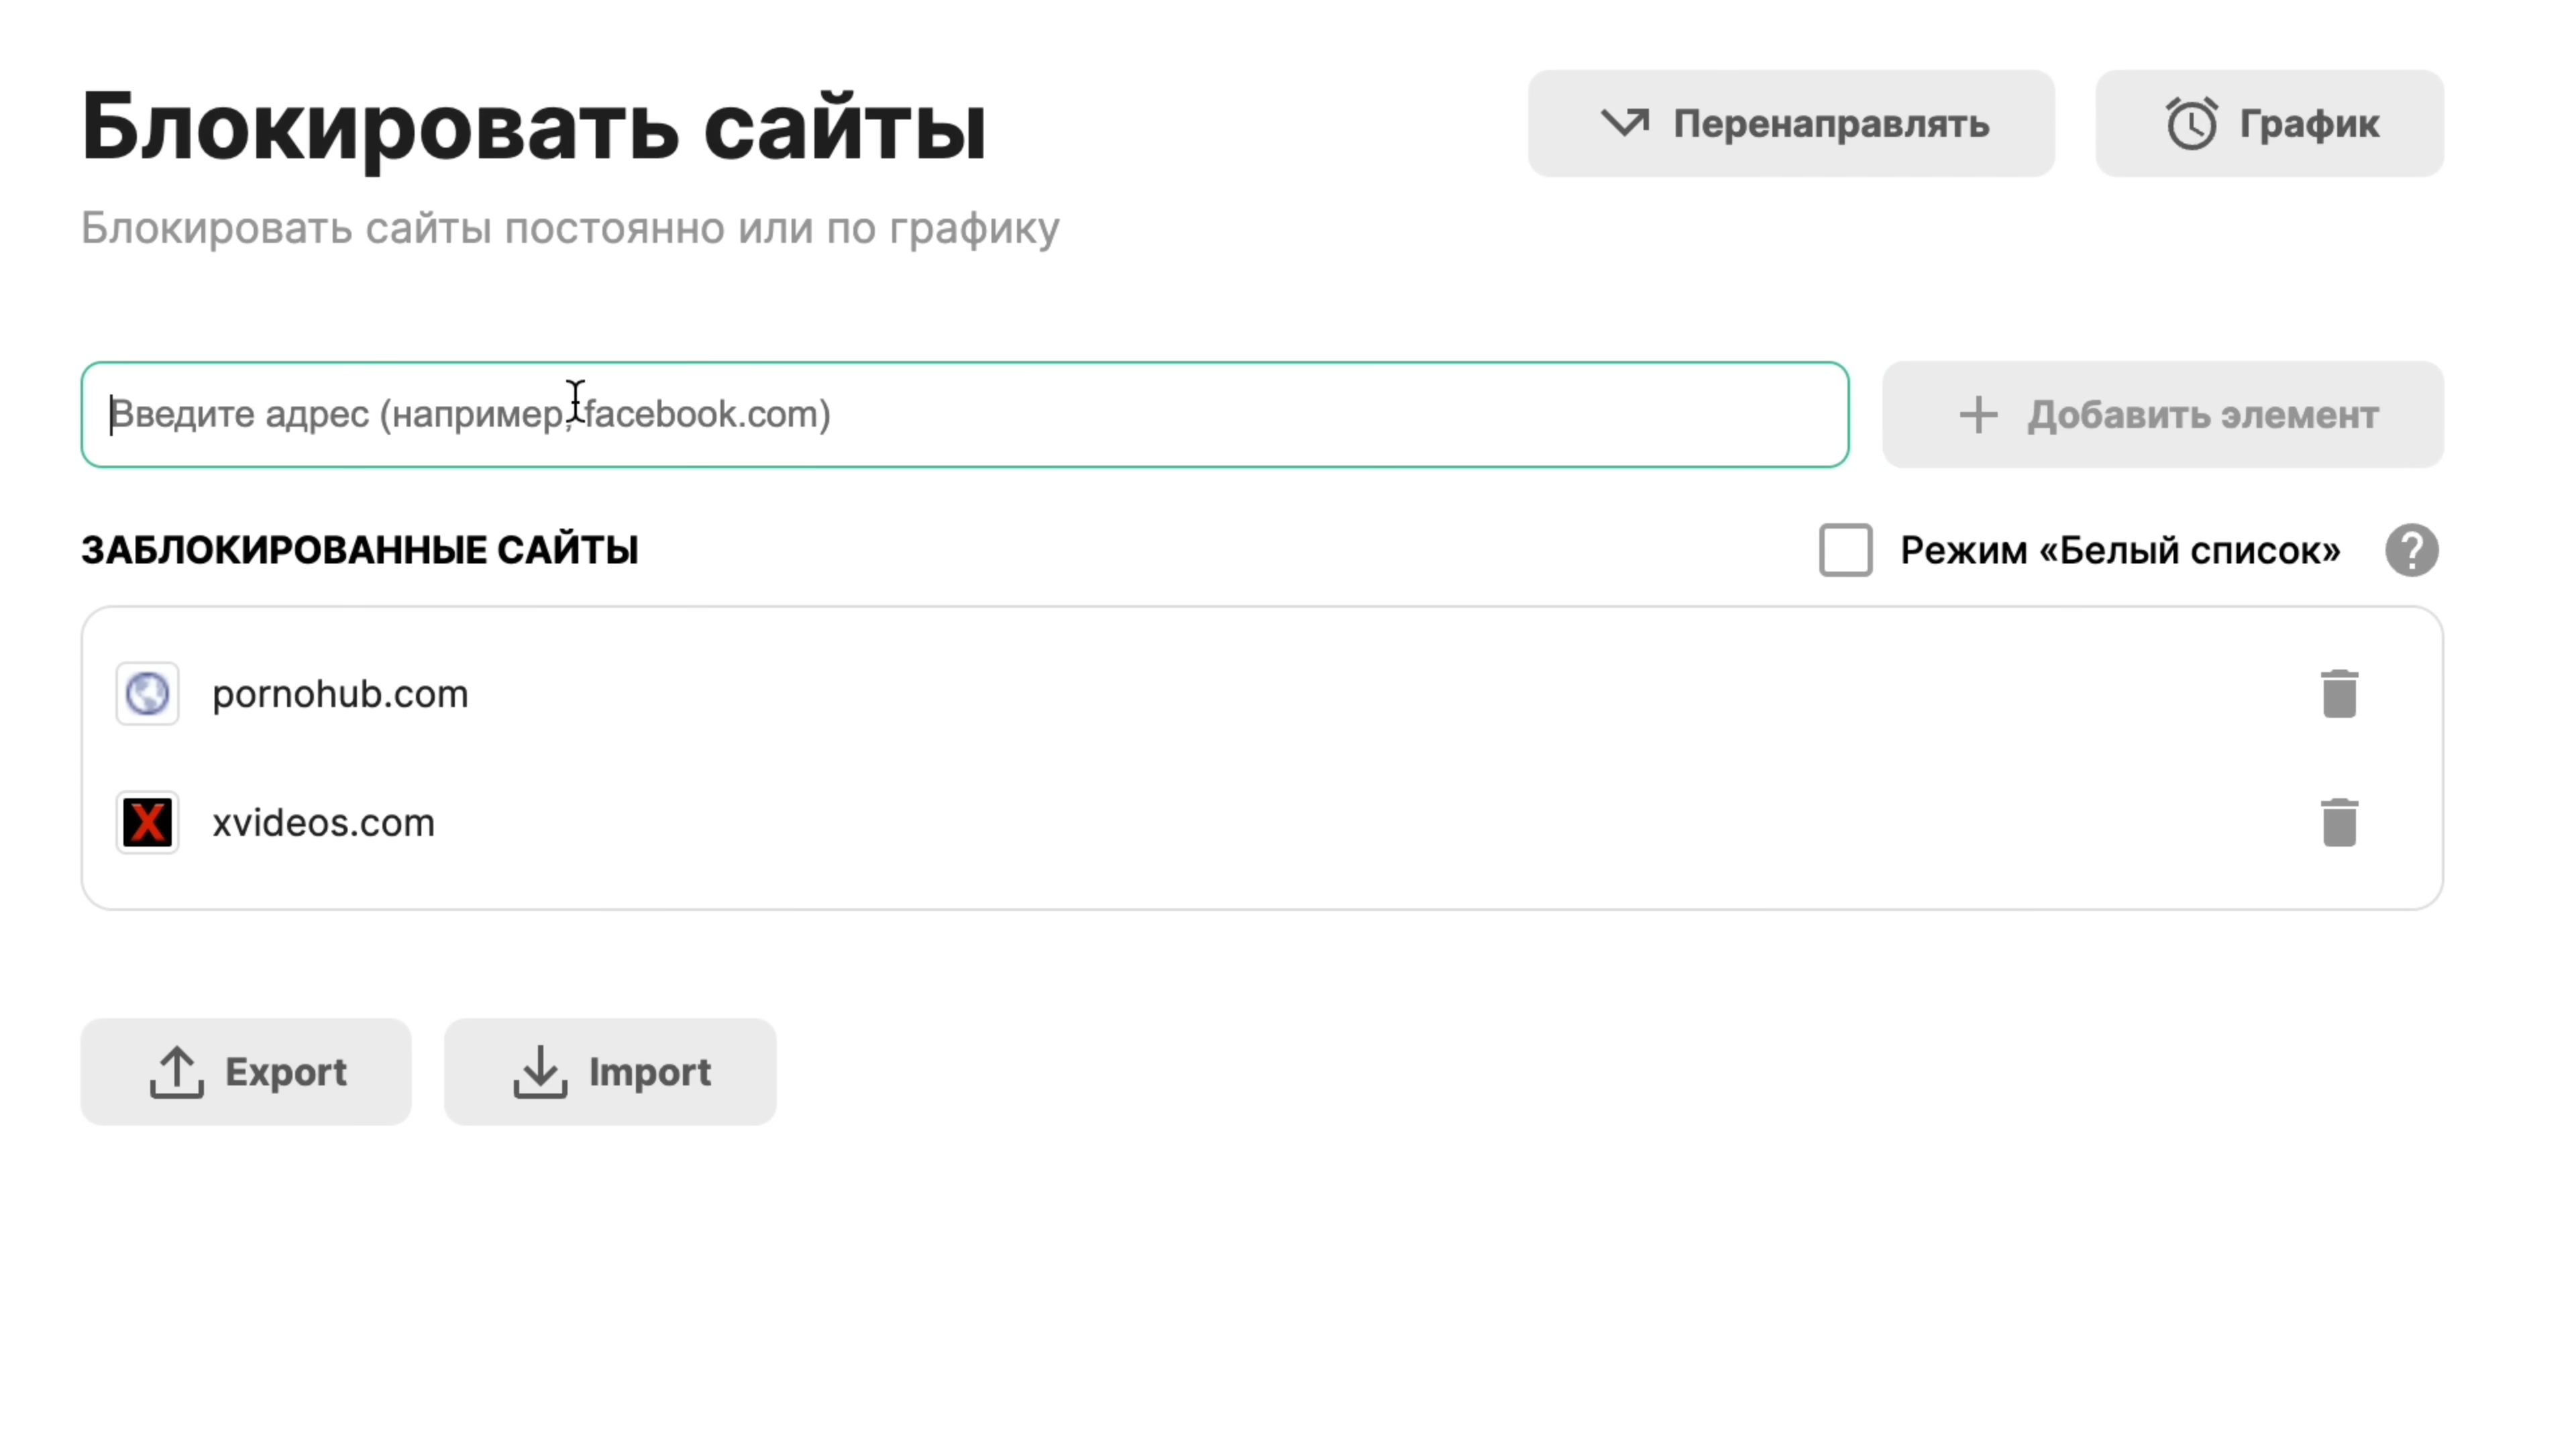 Блокировать сайты
Перенаправлять
График
Блокировать сайты постоянно или по графику
Введите адрес (например, facebook.com)
+ Добавить элемент
ЗАБЛОКИРОВАННЫЕ САЙТЫ
Режим «Белый список» ?
pornohub.com
X xvideos.com
Export
Import